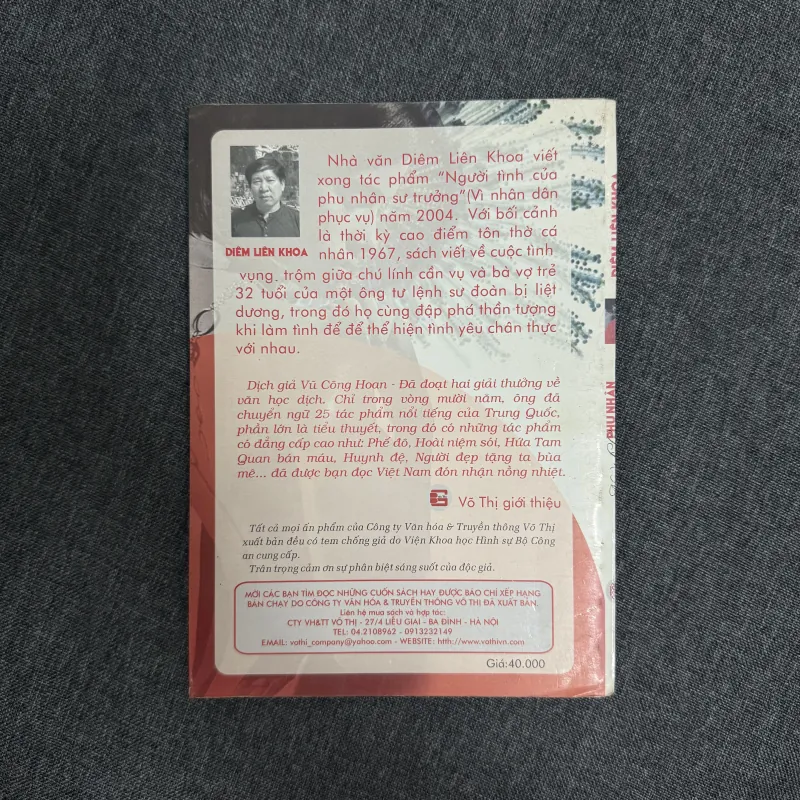 DIÊM LIÊN KHOA
Nhà văn Diêm Liên Khoa viết
xong tác phẩm "Người tình của
phu nhân sư trưởng"(Vì nhân dân
phục vụ) năm 2004. Với bối cảnh
là thời kỳ cao điểm tôn thờ cá
nhân 1967, sách viết về cuộc tình
vụng trộm giữa chú lính cần vụ và bà vợ trẻ
32 tuổi của một ông tư lệnh sư đoàn bị liệt
dương, trong đó họ cùng đập phá thần tượng
khi làm tình để để thể hiện tình yêu chân thực
với nhau.
Dịch giả Vũ Công Hoan - Đã đoạt hai giải thưởng về
văn học dịch. Chỉ trong vòng mười năm, ông đã
chuyển ngữ 25 tác phẩm nổi tiếng của Trung Quốc,
phần lớn là tiểu thuyết, trong đó có những tác phẩm
có đẳng cấp cao như: Phế đô, Hoài niệm sói, Hứa Tam
Quan bán máu, Huynh đệ, Người đẹp tặng ta bùa
mê... đã được bạn đọc Việt Nam đón nhận nồng nhiệt.
Võ Thị giới thiệu
Tất cả mọi ấn phẩm của Công ty Văn hóa & Truyền thông Võ Thị
xuất bản đều có tem chống giả do Viện Khoa học Hình sự Bộ Công
an cung cấp.
Trân trọng cảm ơn sự phân biệt sáng suốt của độc giả.
MỜI CÁC BẠN TÌM ĐỌC NHỮNG CUỐN SÁCH HAY ĐƯỢC BÁO CHÍ XẾP HẠNG
BÁN CHẠY DO CÔNG TY VĂN HÓA & TRUYỀN THÔNG VÕ THỊ ĐÃ XUẤT BẢN.
Liên hệ mua sách và hợp tác:
CTY VH&TT VÕ THỊ - 27/4 LIỄU GIAI - BA ĐÌNH - HÀ NỘI
TEL: 04.2108962 - 0913232149
EMAIL: vothi_company@yahoo.com - WEBSITE: htth://www.vothivn.com
Giá:40.000
DIÊM LIÊN KHOA
PHU NHÂN